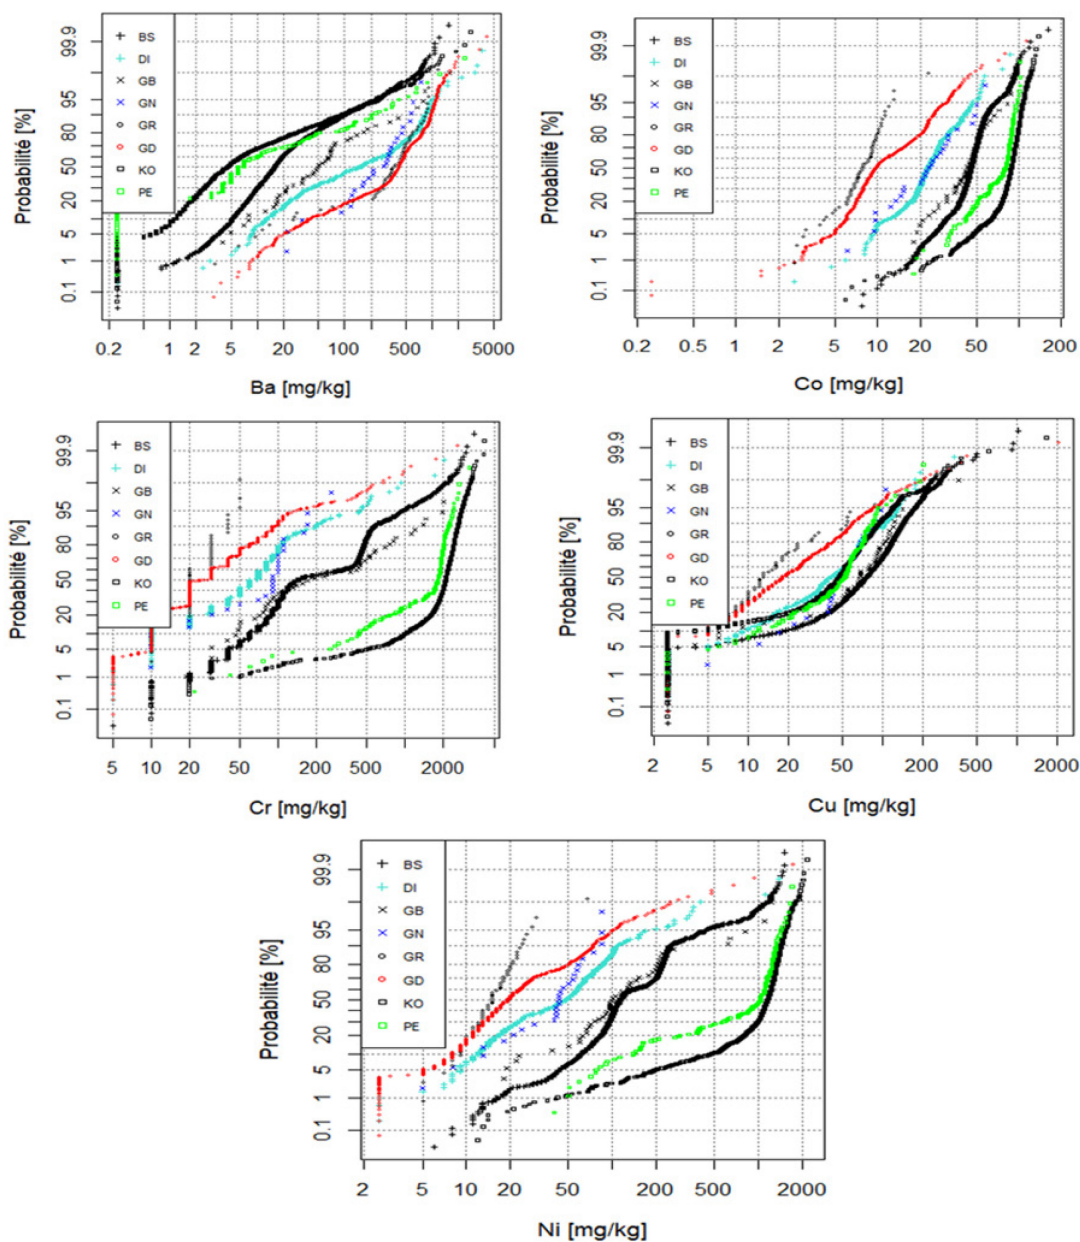 Probabilité [%]
99.9
95
80
50
20
5
1
0.1
BS
DI
GB
GN
GR
GD
KO
PE
0.2 1 2 5 20 100 500 5000
Ba [mg/kg]
Probabilité [%]
99.9
95
80
50
20
5
1
0.1
BS
DI
GB
GN
GR
GD
KO
PE
0.2 0.5 1 2 5 10 20 50 200
Co [mg/kg]
Probabilité [%]
99.9
95
80
50
20
5
1
0.1
BS
DI
GB
GN
GR
GD
KO
PE
5 10 20 50 200 500 2000
Cr [mg/kg]
Probabilité [%]
99.9
95
80
50
20
5
1
0.1
BS
DI
GB
GN
GR
GD
KO
PE
2 5 10 20 50 200 500 2000
Cu [mg/kg]
Probabilité [%]
99.9
95
80
50
20
5
1
0.1
BS
DI
GB
GN
GR
GD
KO
PE
2 5 10 20 50 200 500 2000
Ni [mg/kg]